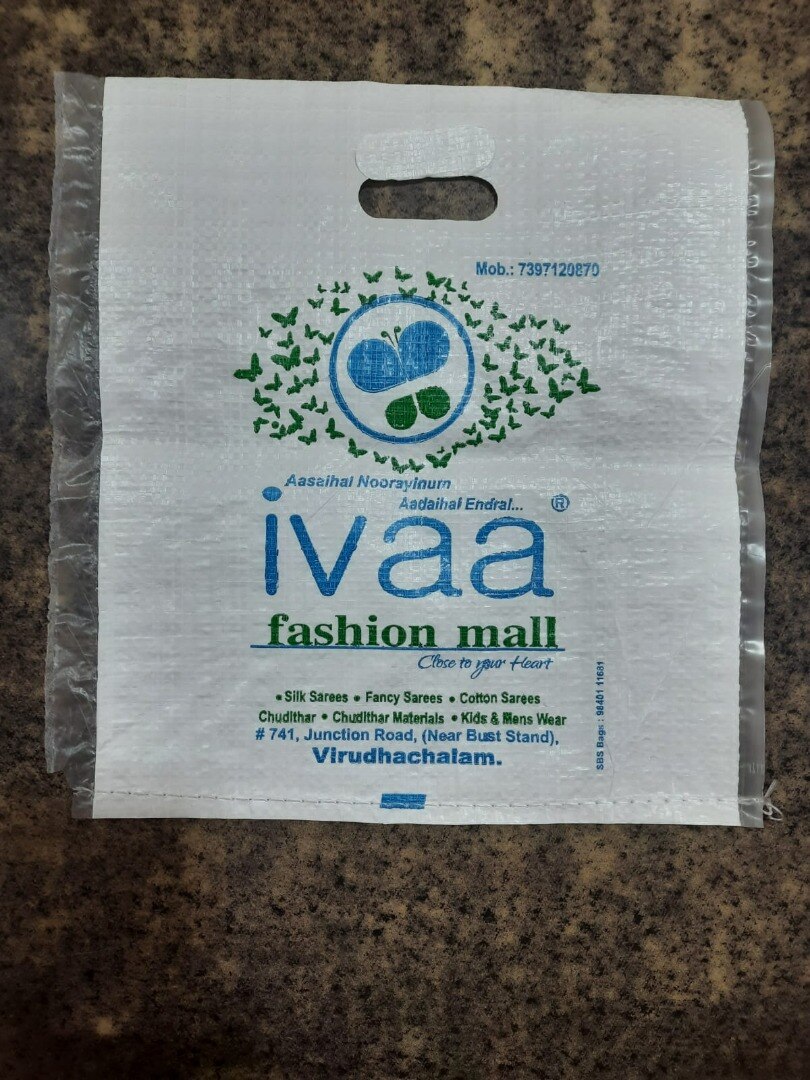 Mob.: 7397120870
Aasaihal Noorayinum
Aadaihal Endral...
ivaa ®
fashion mall
Close to your Heart
• Silk Sarees • Fancy Sarees • Cotton Sarees
Chudithar • Chudithar Materials • Kids & Mens Wear
# 741, Junction Road, (Near Bust Stand),
Virudhachalam.
SBS Bags : 98401 11681